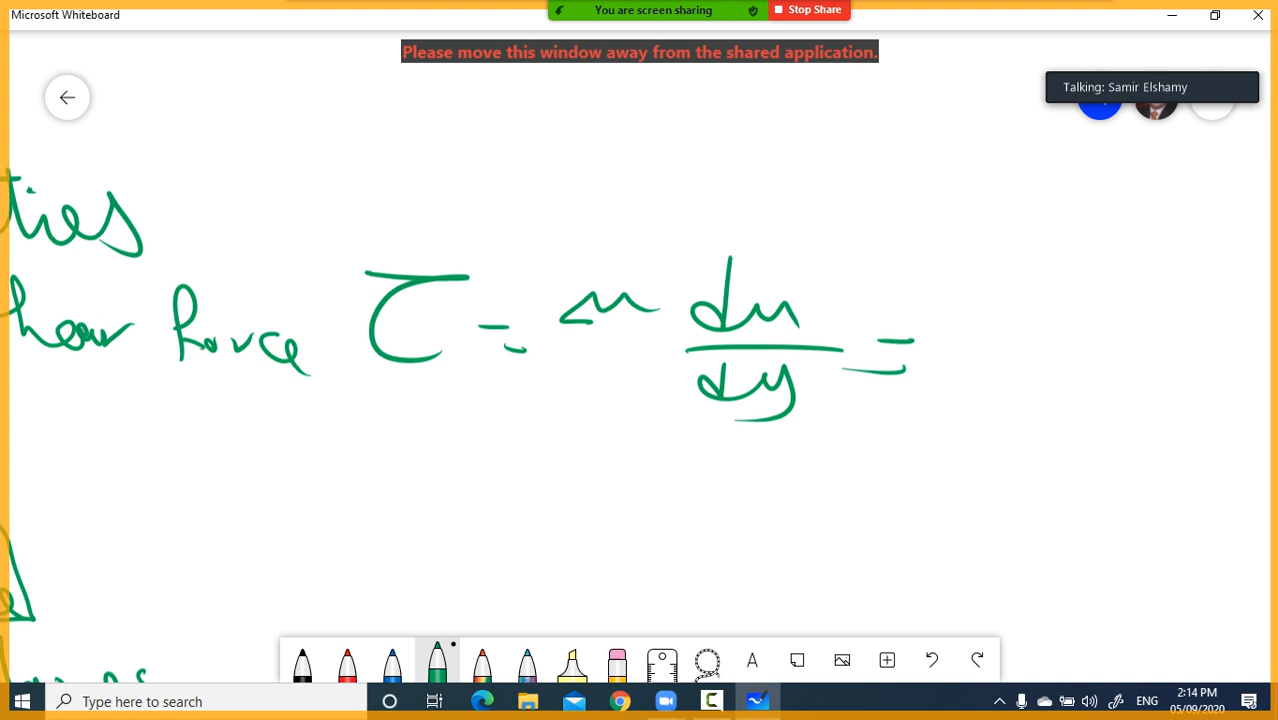 Microsoft Whiteboard
You are screen sharing
Stop Share
Please move this window away from the shared application.
Talking: Samir Elshamy
ties
hear force τ = μ du/dy =
A
Type here to search
ENG
2:14 PM
05/09/2020